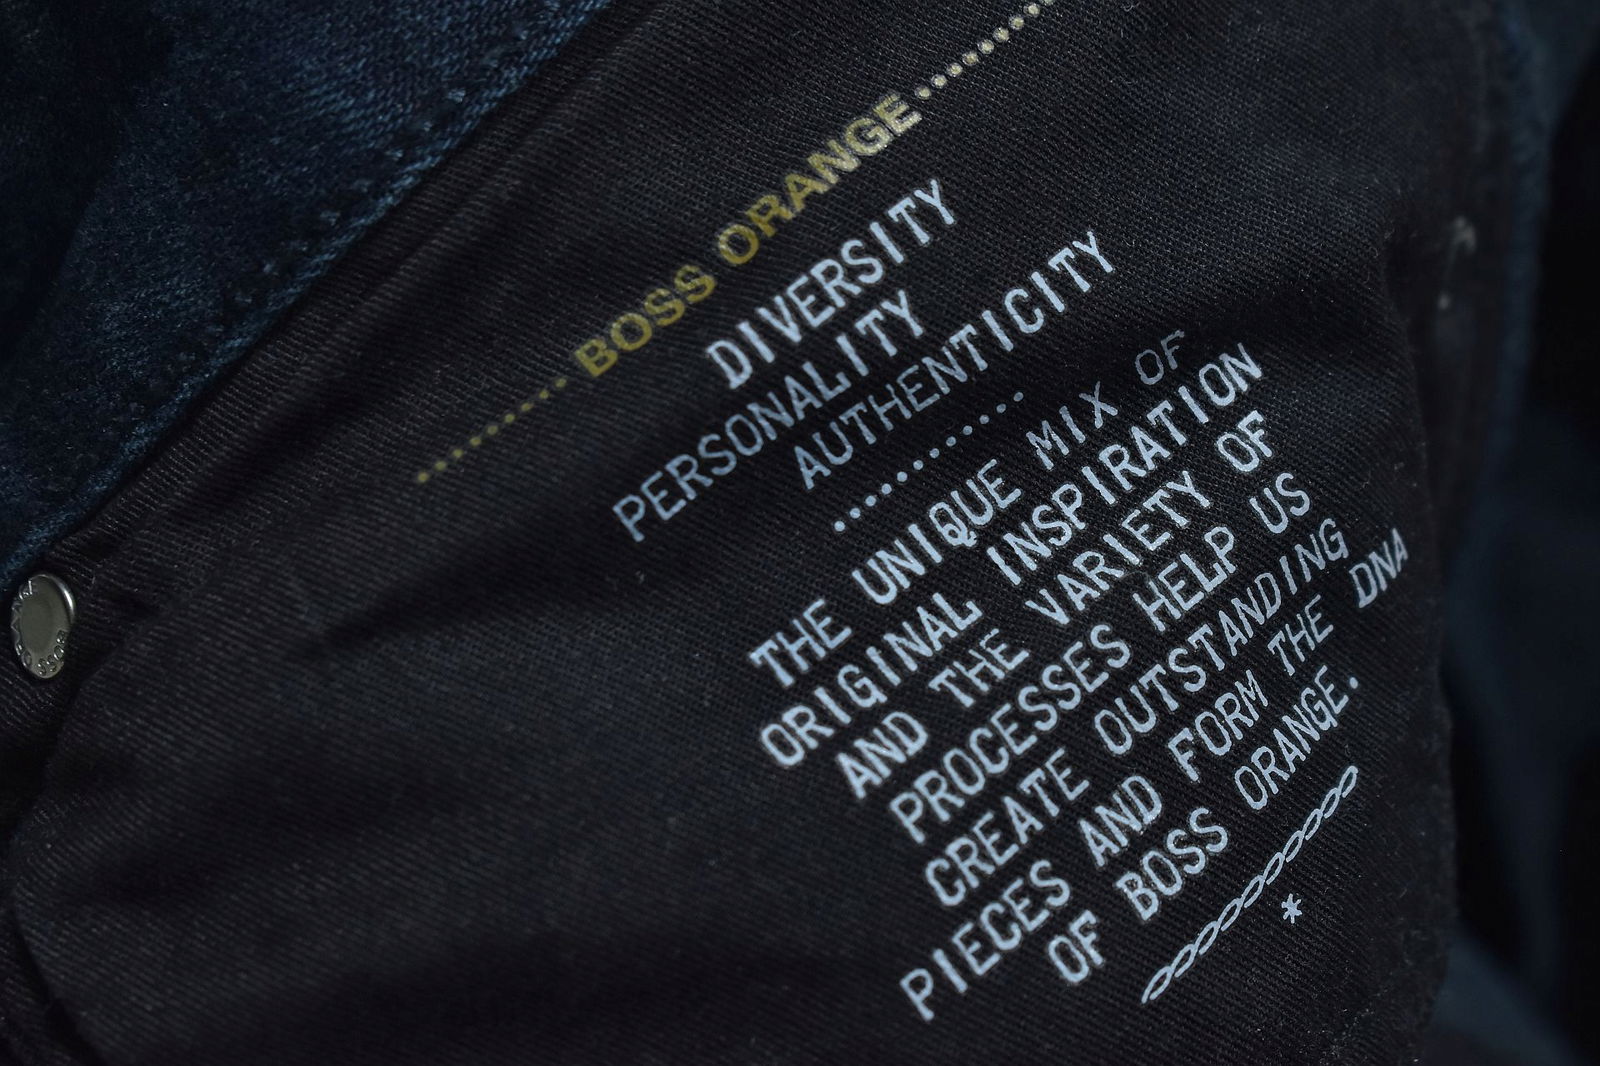 BOSS ORANGE
DIVERSITY
PERSONALITY
AUTHENTICITY
THE UNIQUE MIX OF
ORIGINAL INSPIRATION
AND THE VARIETY OF
PROCESSES HELP US
CREATE OUTSTANDING
PIECES AND FORM THE DNA
OF BOSS ORANGE.
*
BOSS